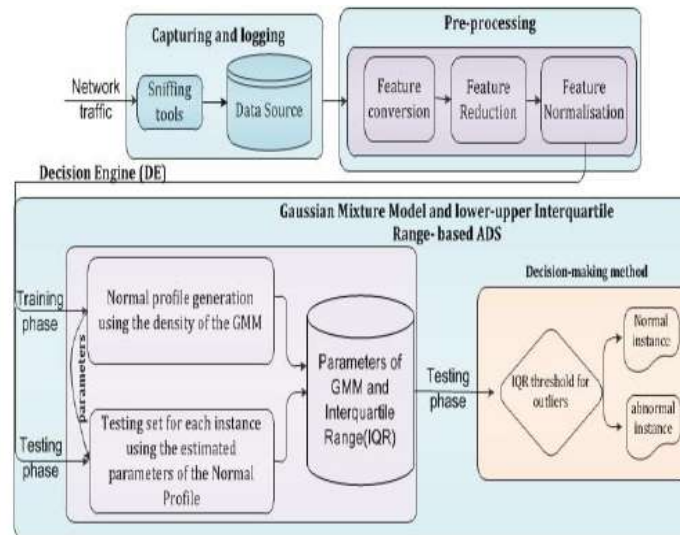 Capturing and logging
Pre-processing
Network
traffic
Sniffing
tools
Data Source
Feature
conversion
Feature
Reduction
Feature
Normalisation
Decision Engine (DE)
Gaussian Mixture Model and lower-upper Interquartile
Range- based ADS
Training
phase
parameters
Testing
phase
Normal profile generation
using the density of the GMM
Testing set for each instance
using the estimated
parameters of the Normal
Profile
Parameters of
GMM and
Interquartile
Range(IQR)
Testing
phase
Decision-making method
IQR threshold for
outliers
Normal
instance
abnormal
instance